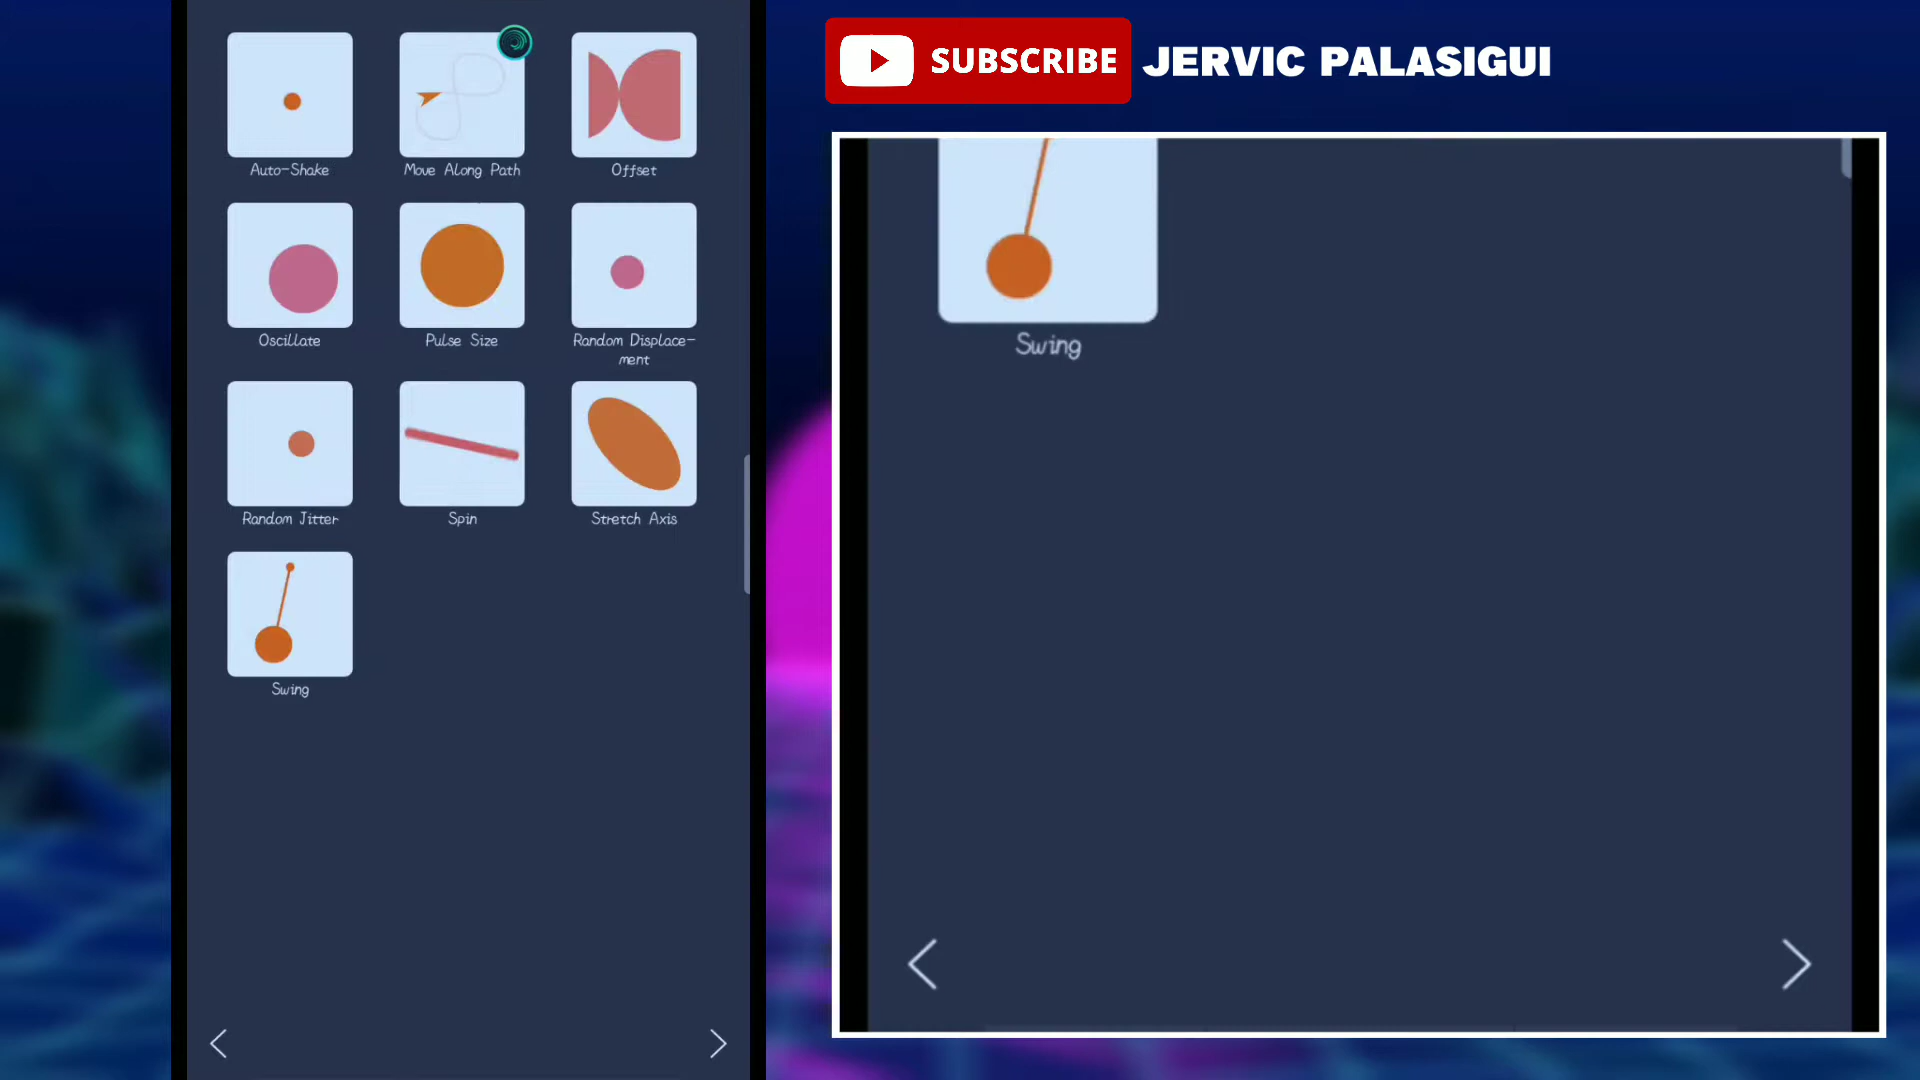 SUBSCRIBE JERVIC PALASIGUI
Auto-Shake
Move Along Path
Offset
Oscillate
Pulse Size
Random Displace-
ment
Random Jitter
Spin
Stretch Axis
Swing
Swing